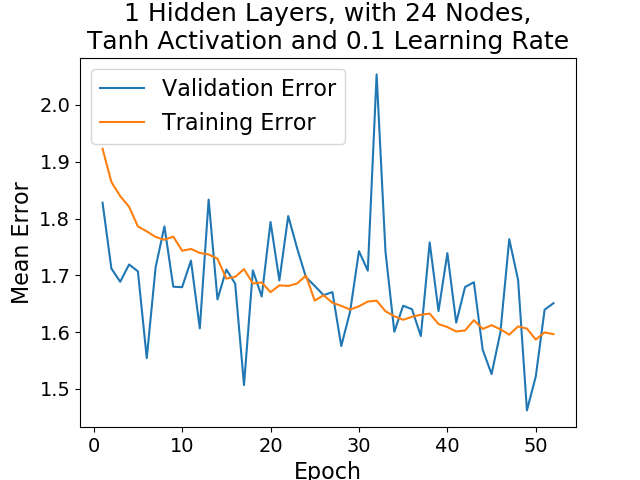 1 Hidden Layers, with 24 Nodes,
Tanh Activation and 0.1 Learning Rate
Validation Error
Training Error
Mean Error
2.0
1.9
1.8
1.7
1.6
1.5
0 10 20 30 40 50
Epoch